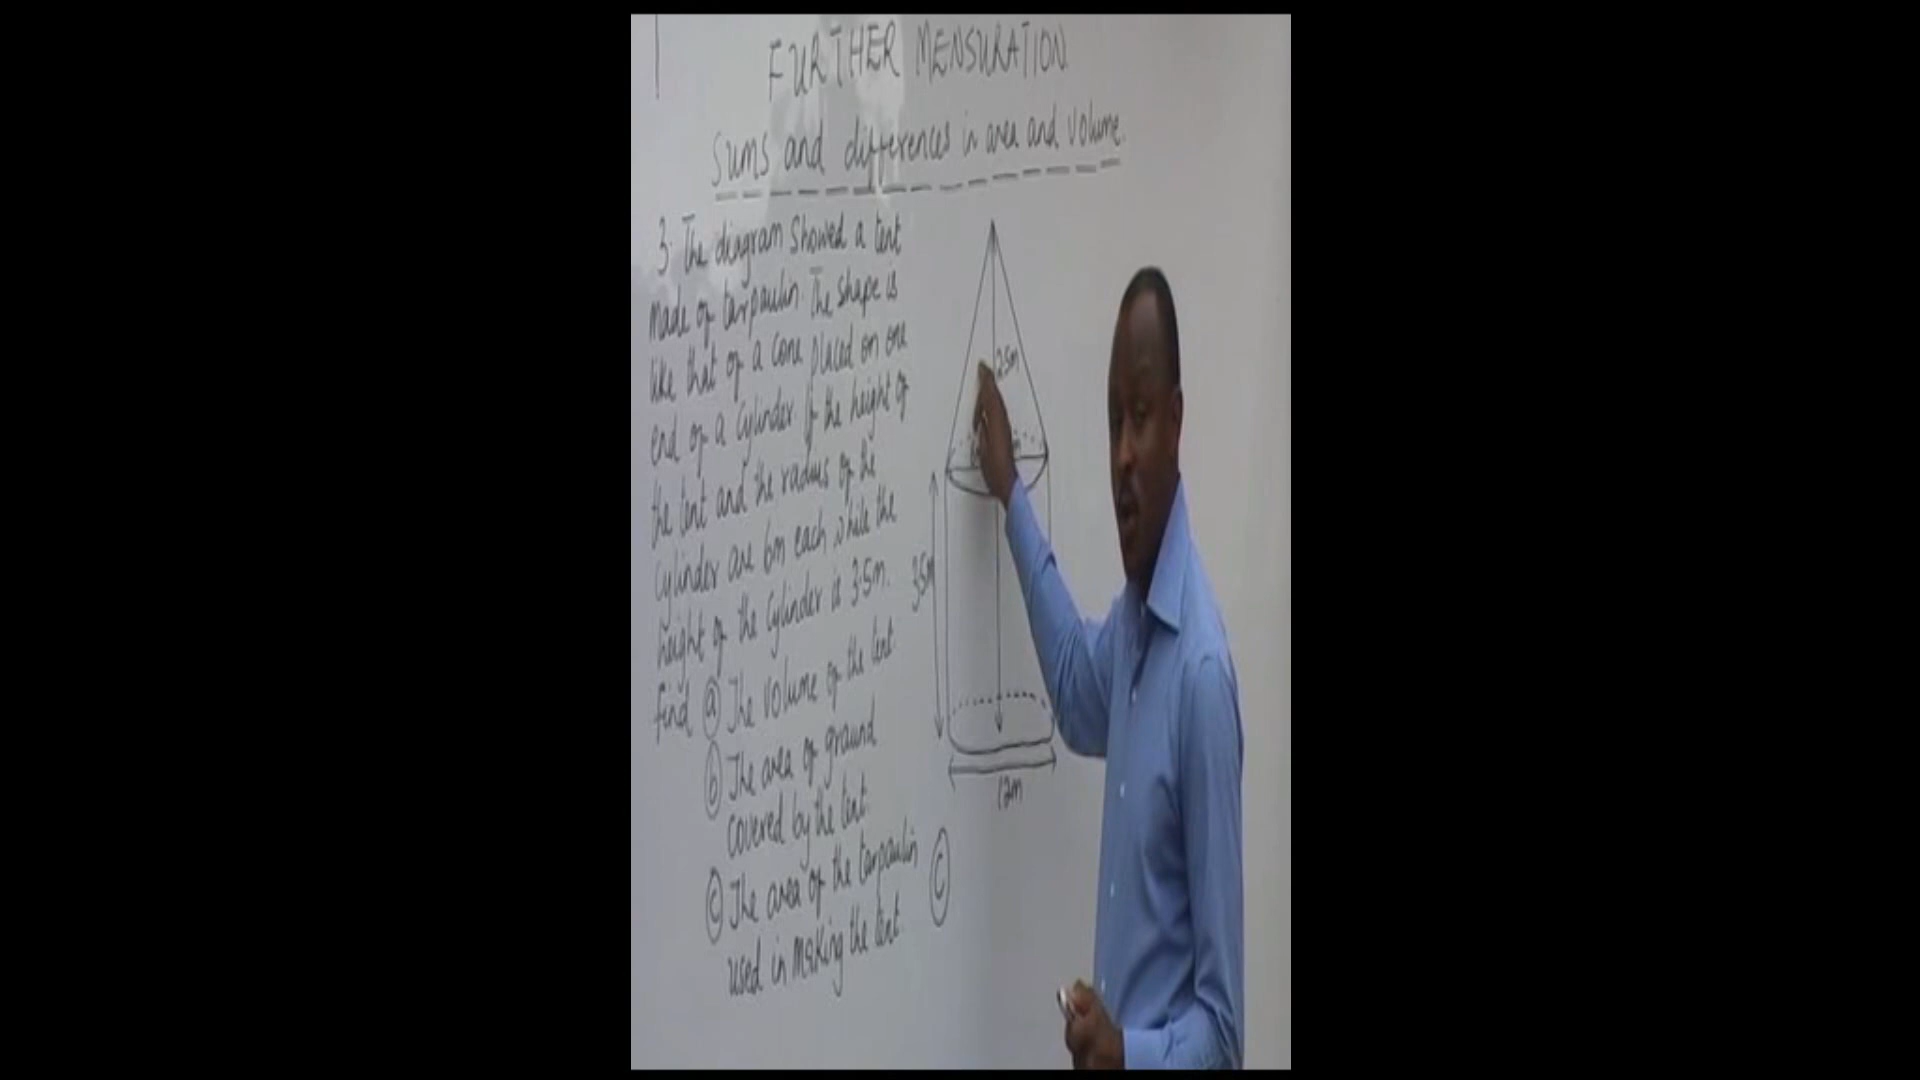 FURTHER MENSURATION
Sums and differences in area and volume.
3. The diagram showed a tent
made of tarpaulin. The shape is
like that of a cone placed on one
end of a cylinder if the height of
the tent and the radius of the
cylinder are 6m each, while the
height of the cylinder is 3.5m.
find (a) The volume of the tent
(b) The area of ground
covered by the tent.
(c) The area of the tarpaulin
used in making the tent.
2.5m
3.5m
12m
(c)